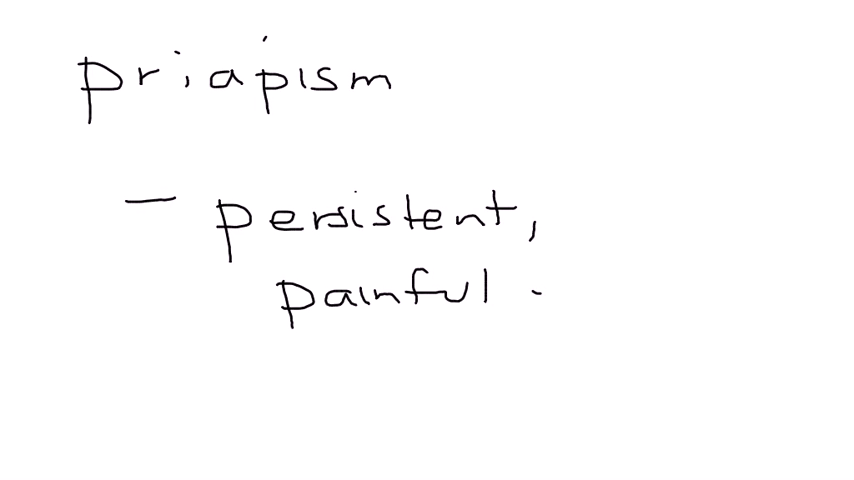 priapism
- persistent,
painful -